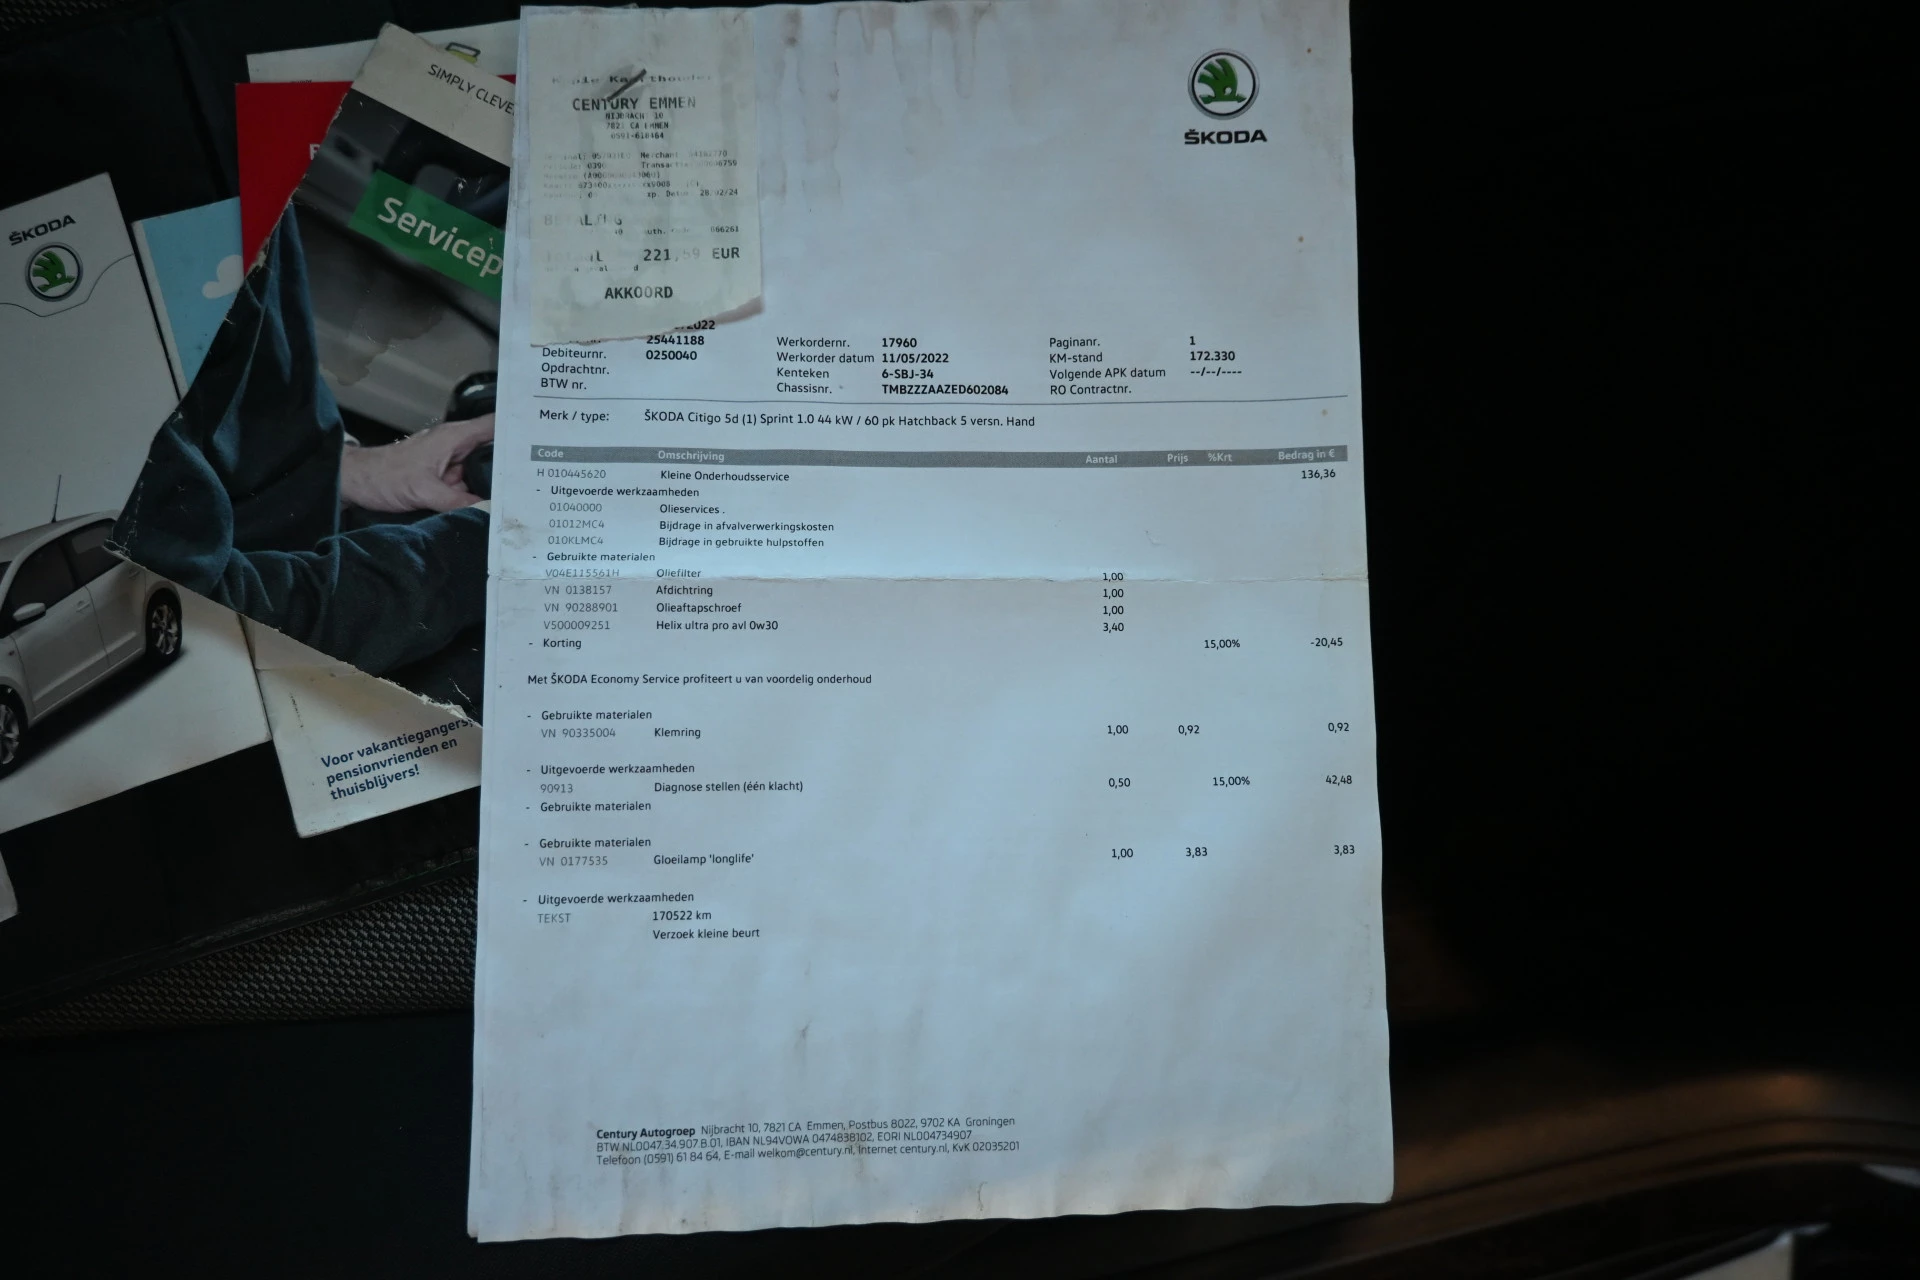 SIMPLY CLEVE
Servicep
ŠKODA
Voor vakantiegangers,
pensionvrienden en
thuisblijvers!
CENTURY EMMEN
NIJBRACHT 10
7821 CA EMMEN
0591-618464
28/02/24
066261
221,59 EUR
AKKOORD
ŠKODA
2022
25441188
Debiteurnr. 0250040
Opdrachtnr.
BTW nr.
Werkordernr. 17960
Werkorder datum 11/05/2022
Kenteken 6-SBJ-34
Chassisnr. TMBZZZAAZED602084
Paginanr. 1
KM-stand 172.330
Volgende APK datum --/--/----
RO Contractnr.
Merk / type: ŠKODA Citigo 5d (1) Sprint 1.0 44 kW / 60 pk Hatchback 5 versn. Hand
Code Omschrijving Aantal Prijs %Krt Bedrag in €
H 010445620 Kleine Onderhoudsservice 136,36
- Uitgevoerde werkzaamheden
01040000 Olieservices .
01012MC4 Bijdrage in afvalverwerkingskosten
010KLMC4 Bijdrage in gebruikte hulpstoffen
- Gebruikte materialen
V04E115561H Oliefilter 1,00
VN 0138157 Afdichtring 1,00
VN 90288901 Olieaftapschroef 1,00
V500009251 Helix ultra pro avl 0w30 3,40
- Korting 15,00% -20,45
Met ŠKODA Economy Service profiteert u van voordelig onderhoud
- Gebruikte materialen
VN 90335004 Klemring 1,00 0,92 0,92
- Uitgevoerde werkzaamheden
90913 Diagnose stellen (één klacht) 0,50 15,00% 42,48
- Gebruikte materialen
- Gebruikte materialen
VN 0177535 Gloeilamp 'longlife' 1,00 3,83 3,83
- Uitgevoerde werkzaamheden
TEKST 170522 km
Verzoek kleine beurt
Century Autogroep Nijbracht 10, 7821 CA Emmen, Postbus 8022, 9702 KA Groningen
BTW NL0047.34.907.B.01, IBAN NL94VOWA 0474838102, EORI NL004734907
Telefoon (0591) 61 84 64, E-mail welkom@century.nl, Internet century.nl, KvK 02035201